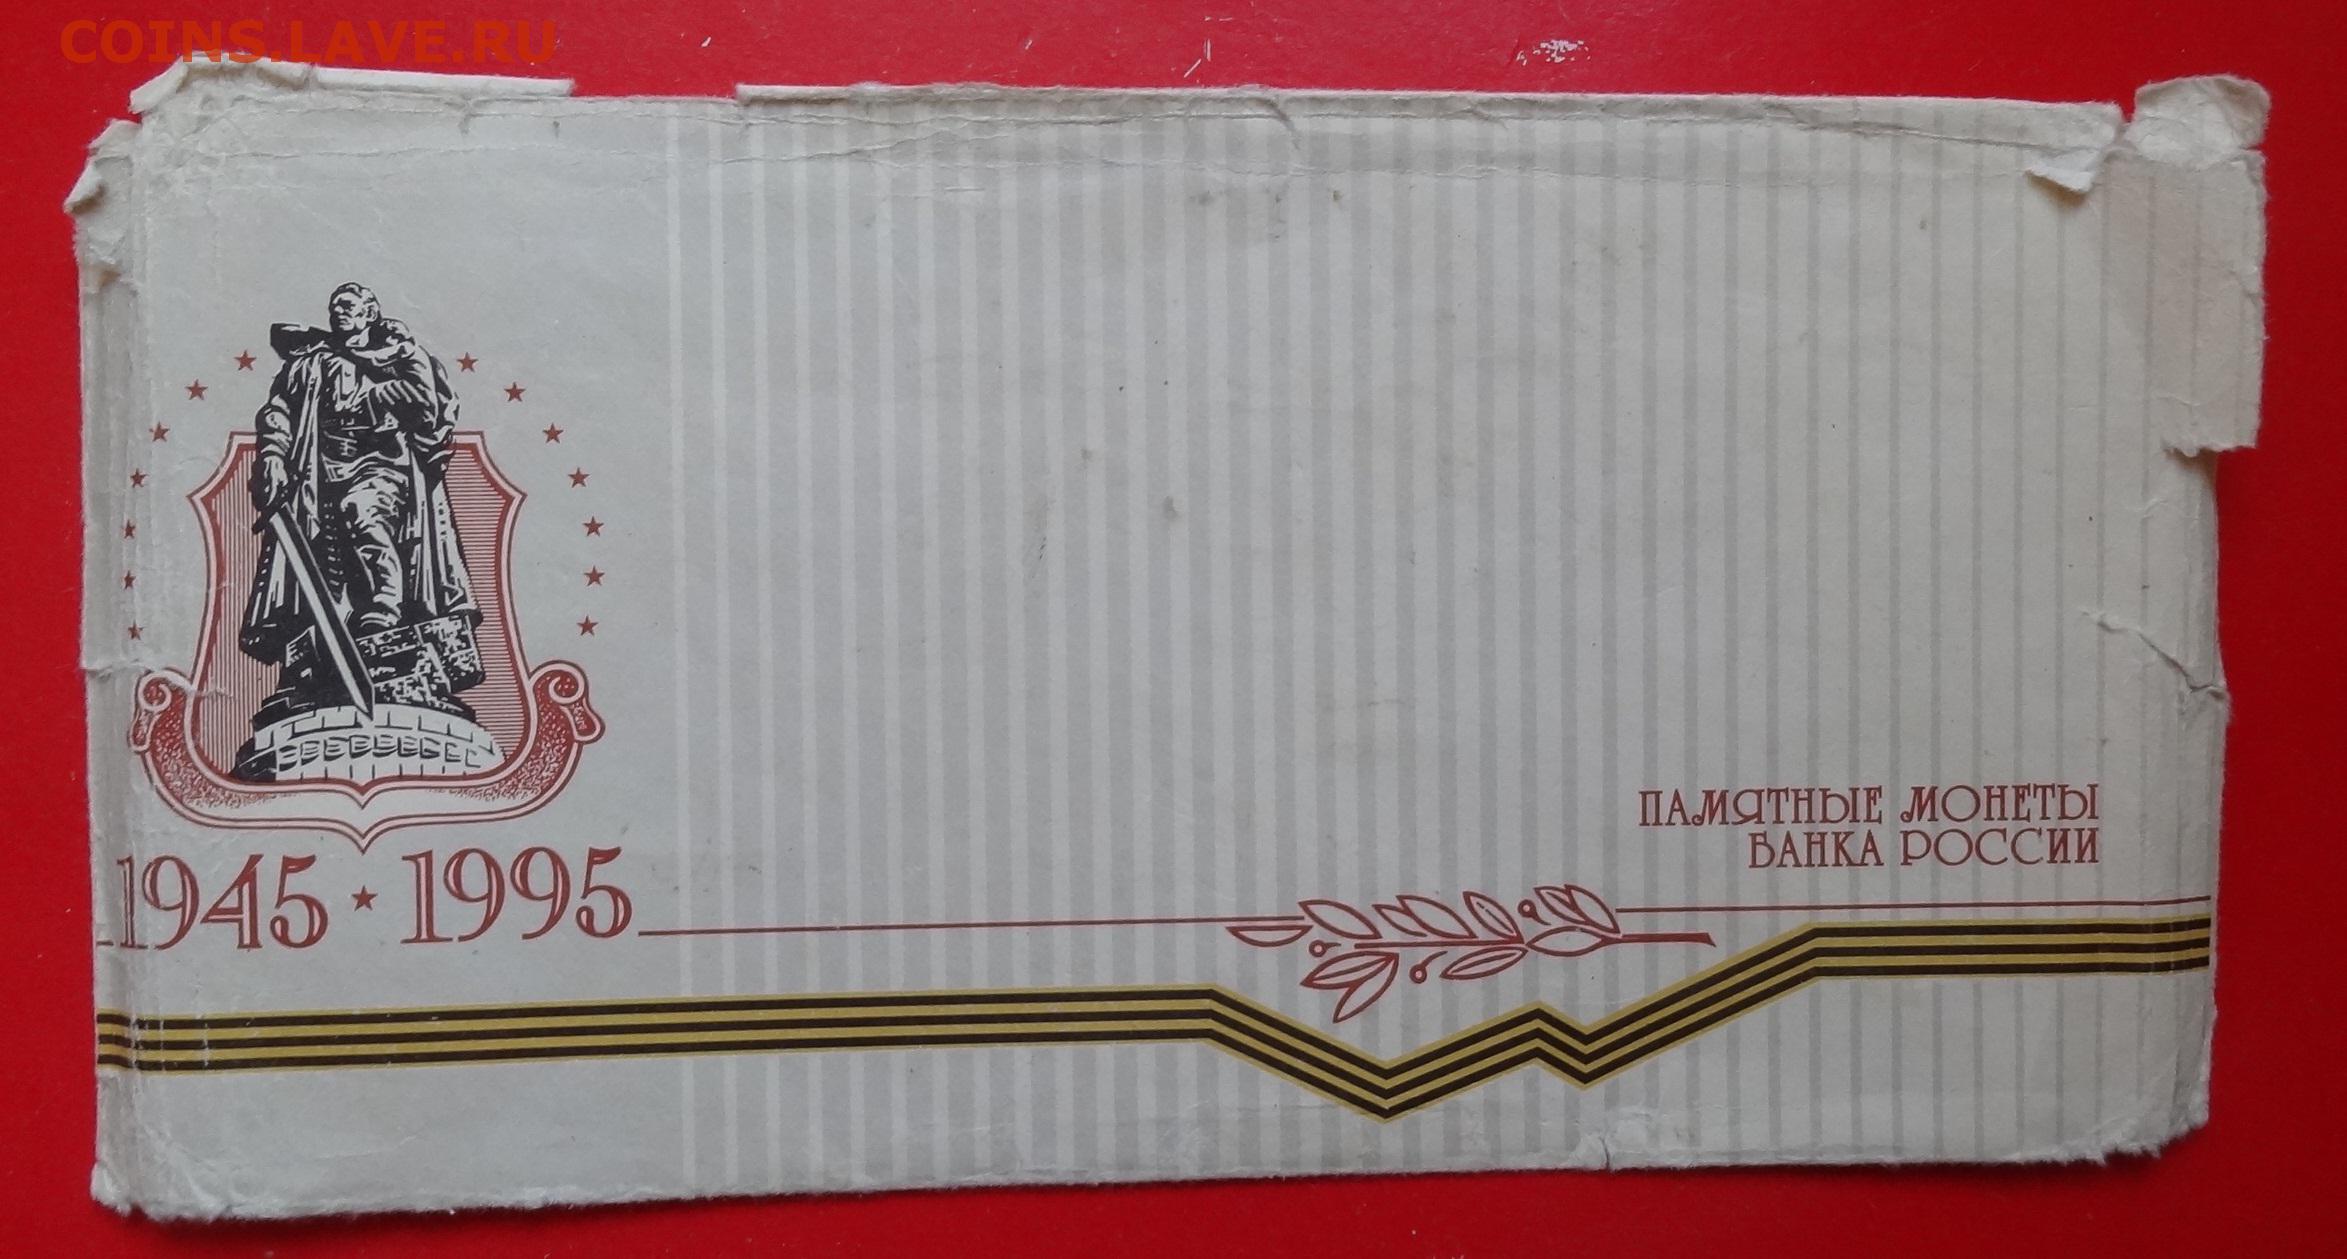 COINS.LAVE.RU
ПАМЯТНЫЕ МОНЕТЫ
БАНКА РОССИИ
1945 ★ 1995